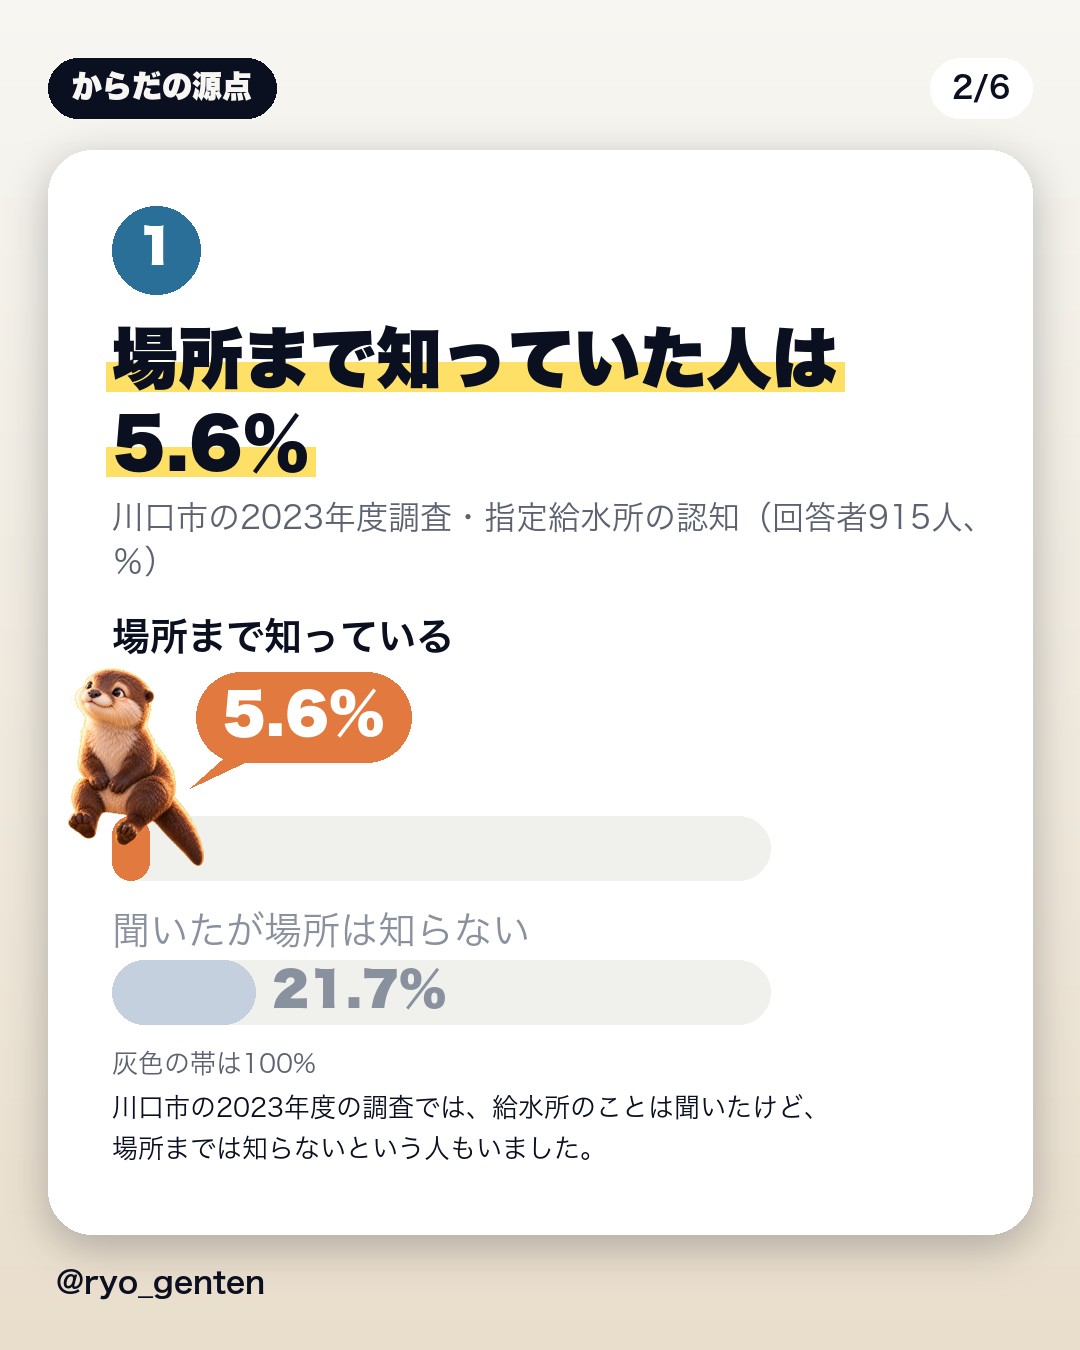 からだの源点
2/6
1
場所まで知っていた人は
5.6%
川口市の2023年度調査・指定給水所の認知（回答者915人、
%）
場所まで知っている
5.6%
聞いたが場所は知らない
21.7%
灰色の帯は100%
川口市の2023年度の調査では、給水所のことは聞いたけど、
場所までは知らないという人もいました。
@ryo_genten